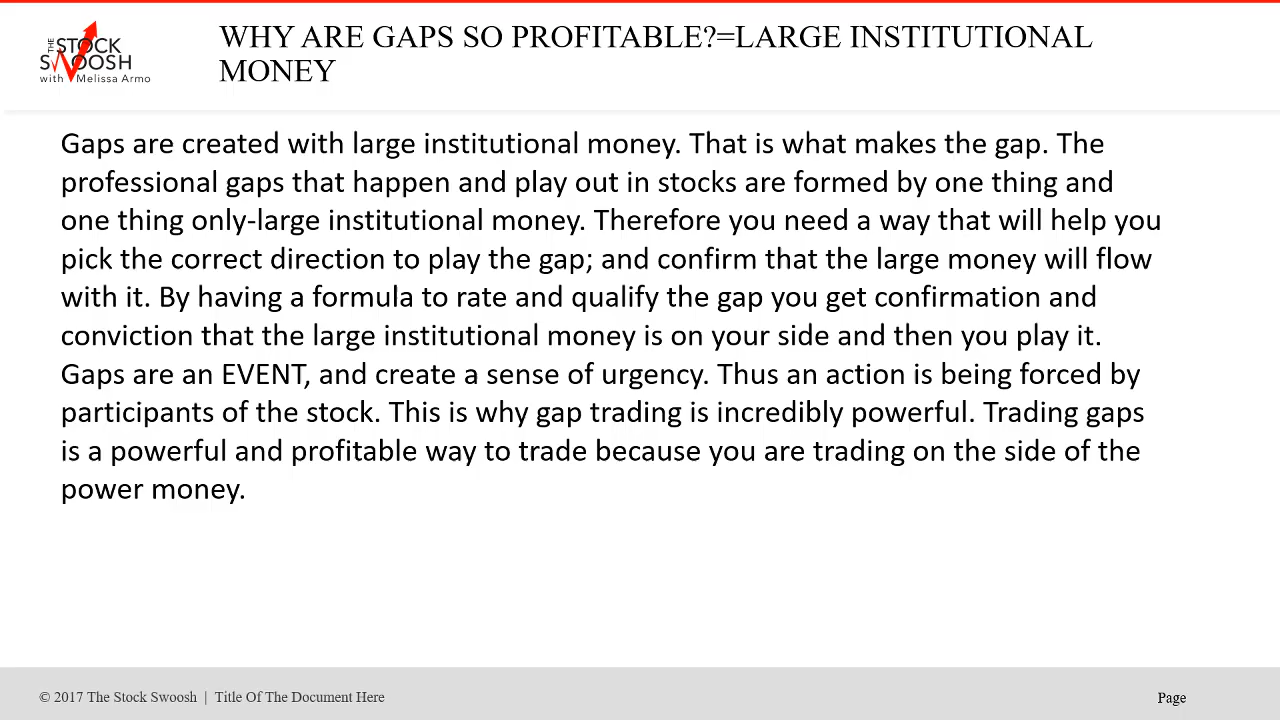 THE
STOCK
SWOOSH
with Melissa Armo
WHY ARE GAPS SO PROFITABLE?=LARGE INSTITUTIONAL
MONEY
Gaps are created with large institutional money. That is what makes the gap. The
professional gaps that happen and play out in stocks are formed by one thing and
one thing only-large institutional money. Therefore you need a way that will help you
pick the correct direction to play the gap; and confirm that the large money will flow
with it. By having a formula to rate and qualify the gap you get confirmation and
conviction that the large institutional money is on your side and then you play it.
Gaps are an EVENT, and create a sense of urgency. Thus an action is being forced by
participants of the stock. This is why gap trading is incredibly powerful. Trading gaps
is a powerful and profitable way to trade because you are trading on the side of the
power money.
© 2017 The Stock Swoosh | Title Of The Document Here
Page